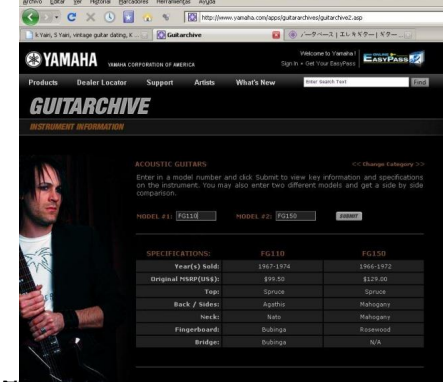 Archivo Editar Ver Historial Marcadores Herramientas Ayuda
http://www.yamaha.com/apps/guitararchives/guitarchive2.asp
k Yairi, S Yairi, vintage guitar dating, K ...
Guitarchive
YAMAHA YAMAHA CORPORATION OF AMERICA
Welcome to Yamaha!
Sign In • Get Your EasyPass
EASYPASS
Products Dealer Locator Support Artists What's New Enter Search Text Find
GUITARCHIVE
INSTRUMENT INFORMATION
ACOUSTIC GUITARS << Change Category >>
Enter in a model number and click Submit to view key information and specifications
on the instrument. You may also enter two different models and get a side by side
comparison.
MODEL #1: FG110 MODEL #2: FG150 SUBMIT
SPECIFICATIONS: FG110 FG150
Year(s) Sold: 1967-1974 1966-1972
Original MSRP(US$): $99.50 $129.00
Top: Spruce Spruce
Back / Sides: Agathis Mahogany
Neck: Nato Mahogany
Fingerboard: Bubinga Rosewood
Bridge: Bubinga N/A